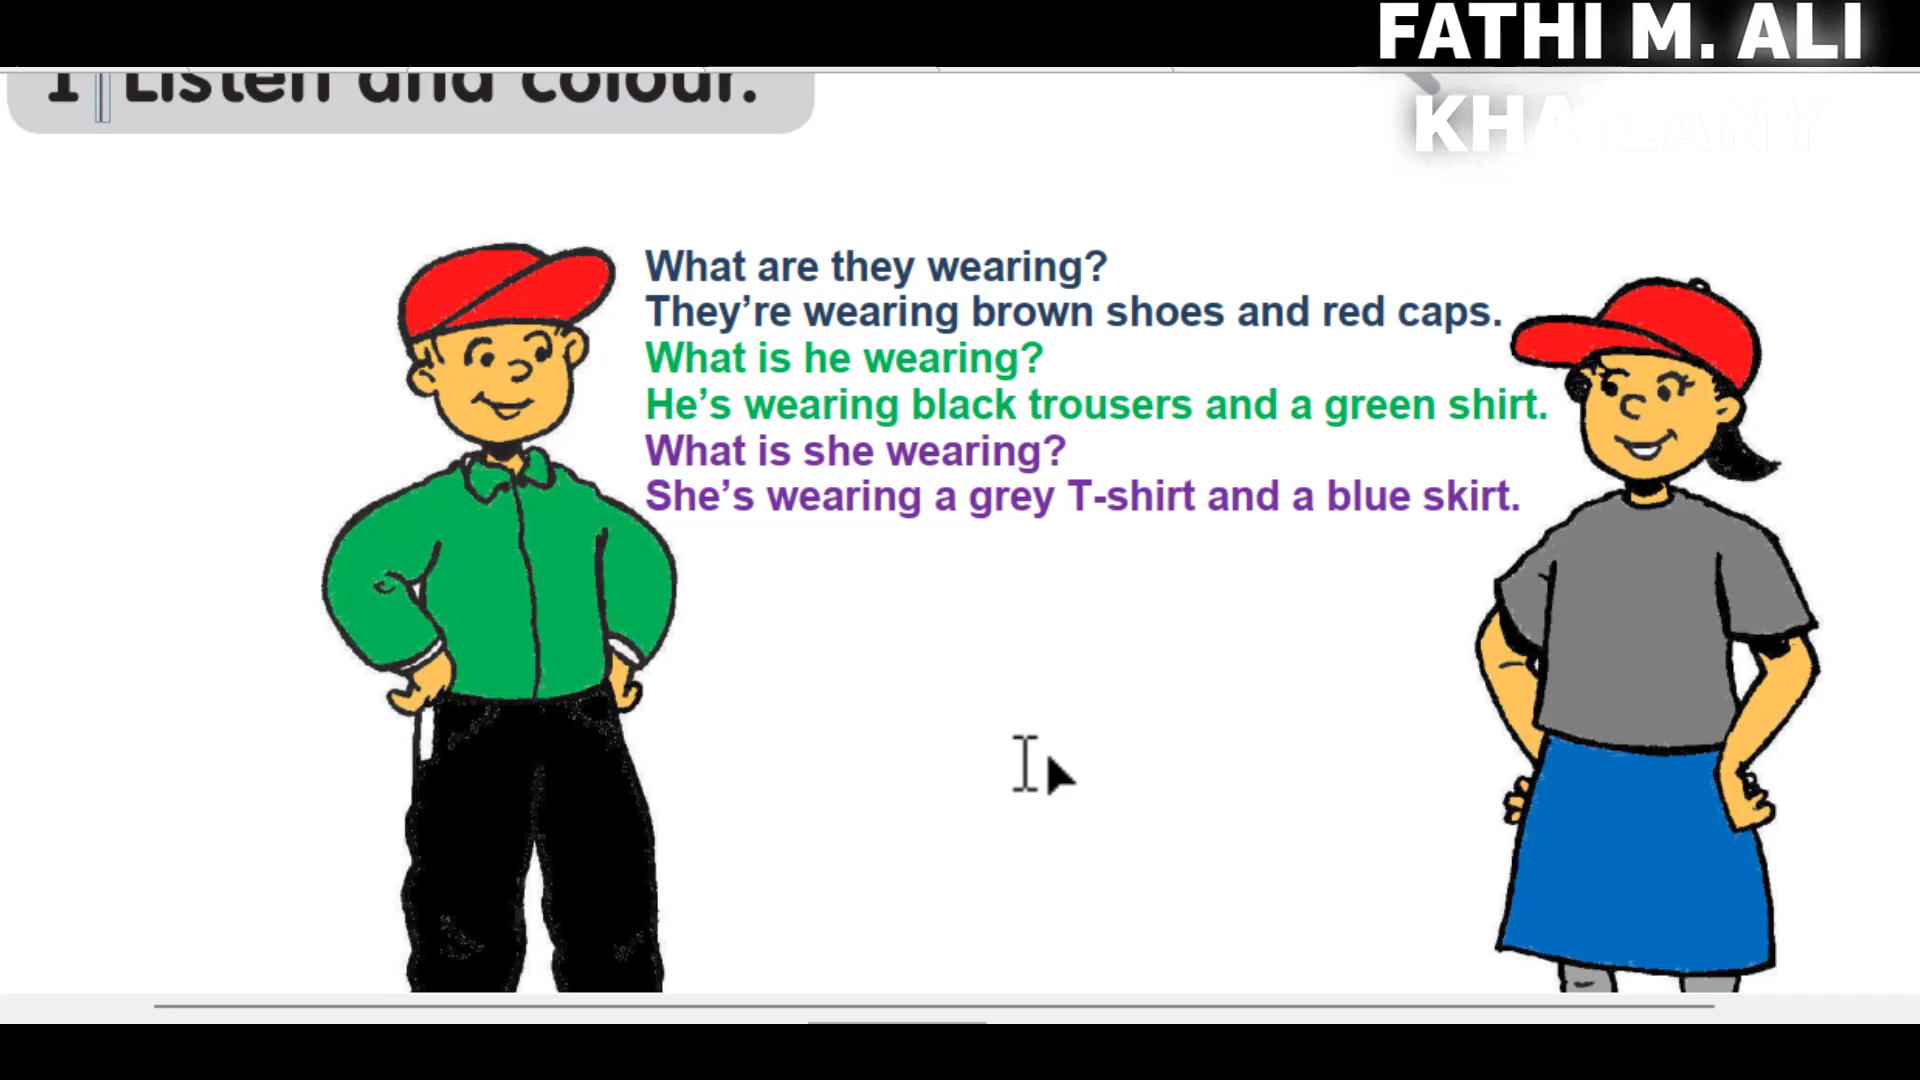 FATHI M. ALI
KHAYLANY
1 Listen and colour.
What are they wearing?
They’re wearing brown shoes and red caps.
What is he wearing?
He’s wearing black trousers and a green shirt.
What is she wearing?
She’s wearing a grey T-shirt and a blue skirt.